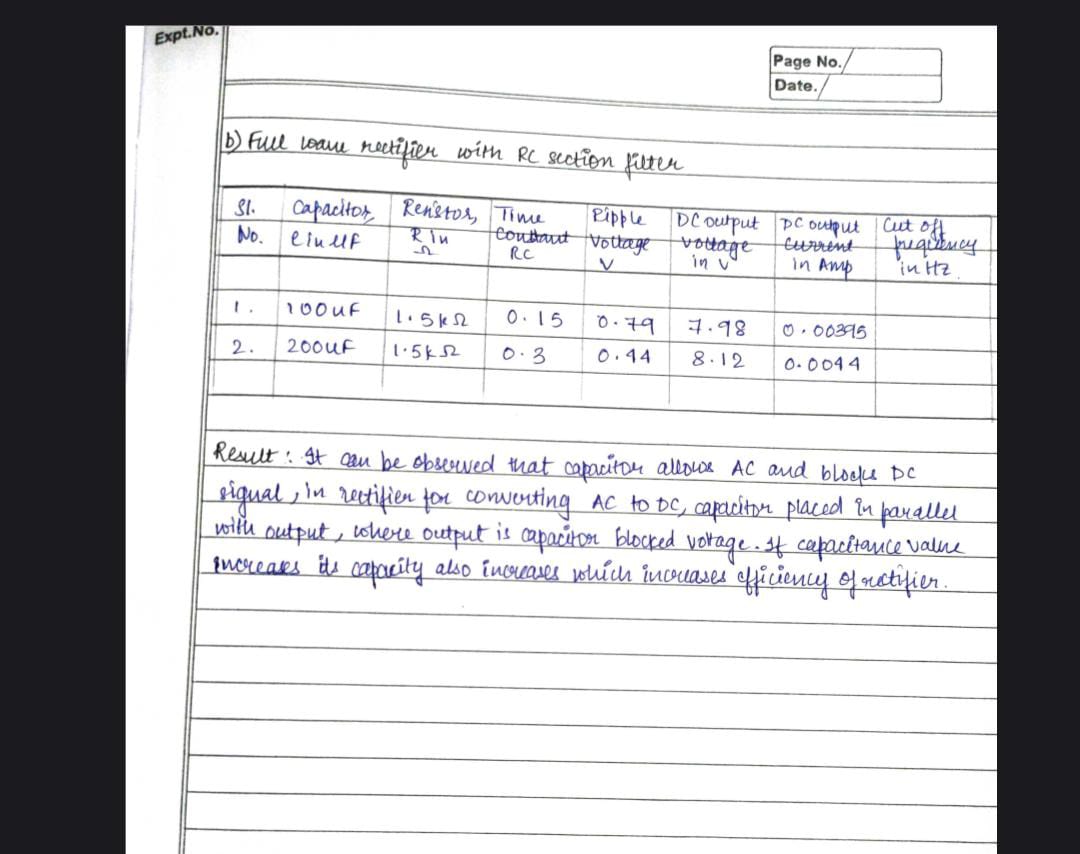 Expt.No.
Page No.
Date.
b) Full wave rectifier with RC section filter
Sl. No. | Capacitor, C in uF | Resistor, R in Ω | Time Constant RC | Ripple Voltage V | DC output voltage in V | DC output current in Amp | Cut off frequency in Hz
1. | 100uF | 1.5kΩ | 0.15 | 0.79 | 7.98 | 0.00395
2. | 200uF | 1.5kΩ | 0.3 | 0.44 | 8.12 | 0.0044
Result : It can be observed that capacitor allows AC and blocks DC
signal, in rectifier for converting AC to DC, capacitor placed in parallel
with output, where output is capacitor blocked votage. If capacitance value
increases its capacity also increases which increases efficiency of rectifier.